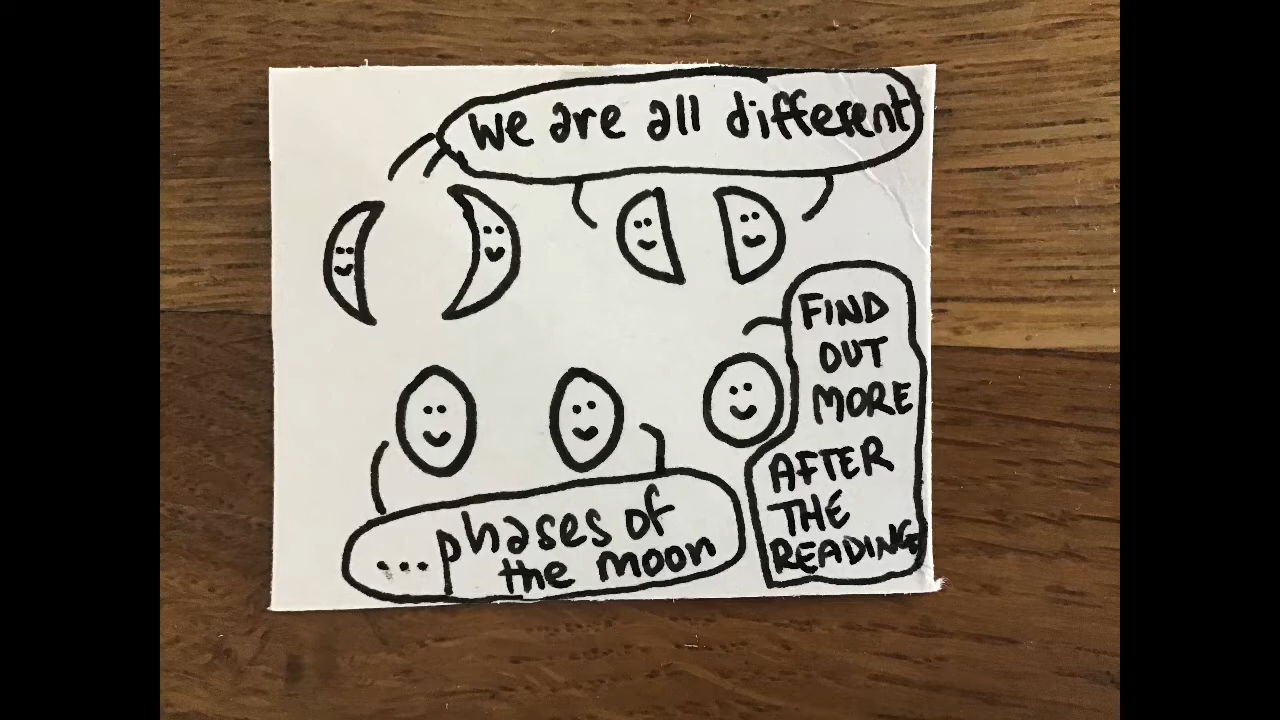 we are all different
FIND
OUT
MORE
AFTER
THE
READING
...phases of
the moon